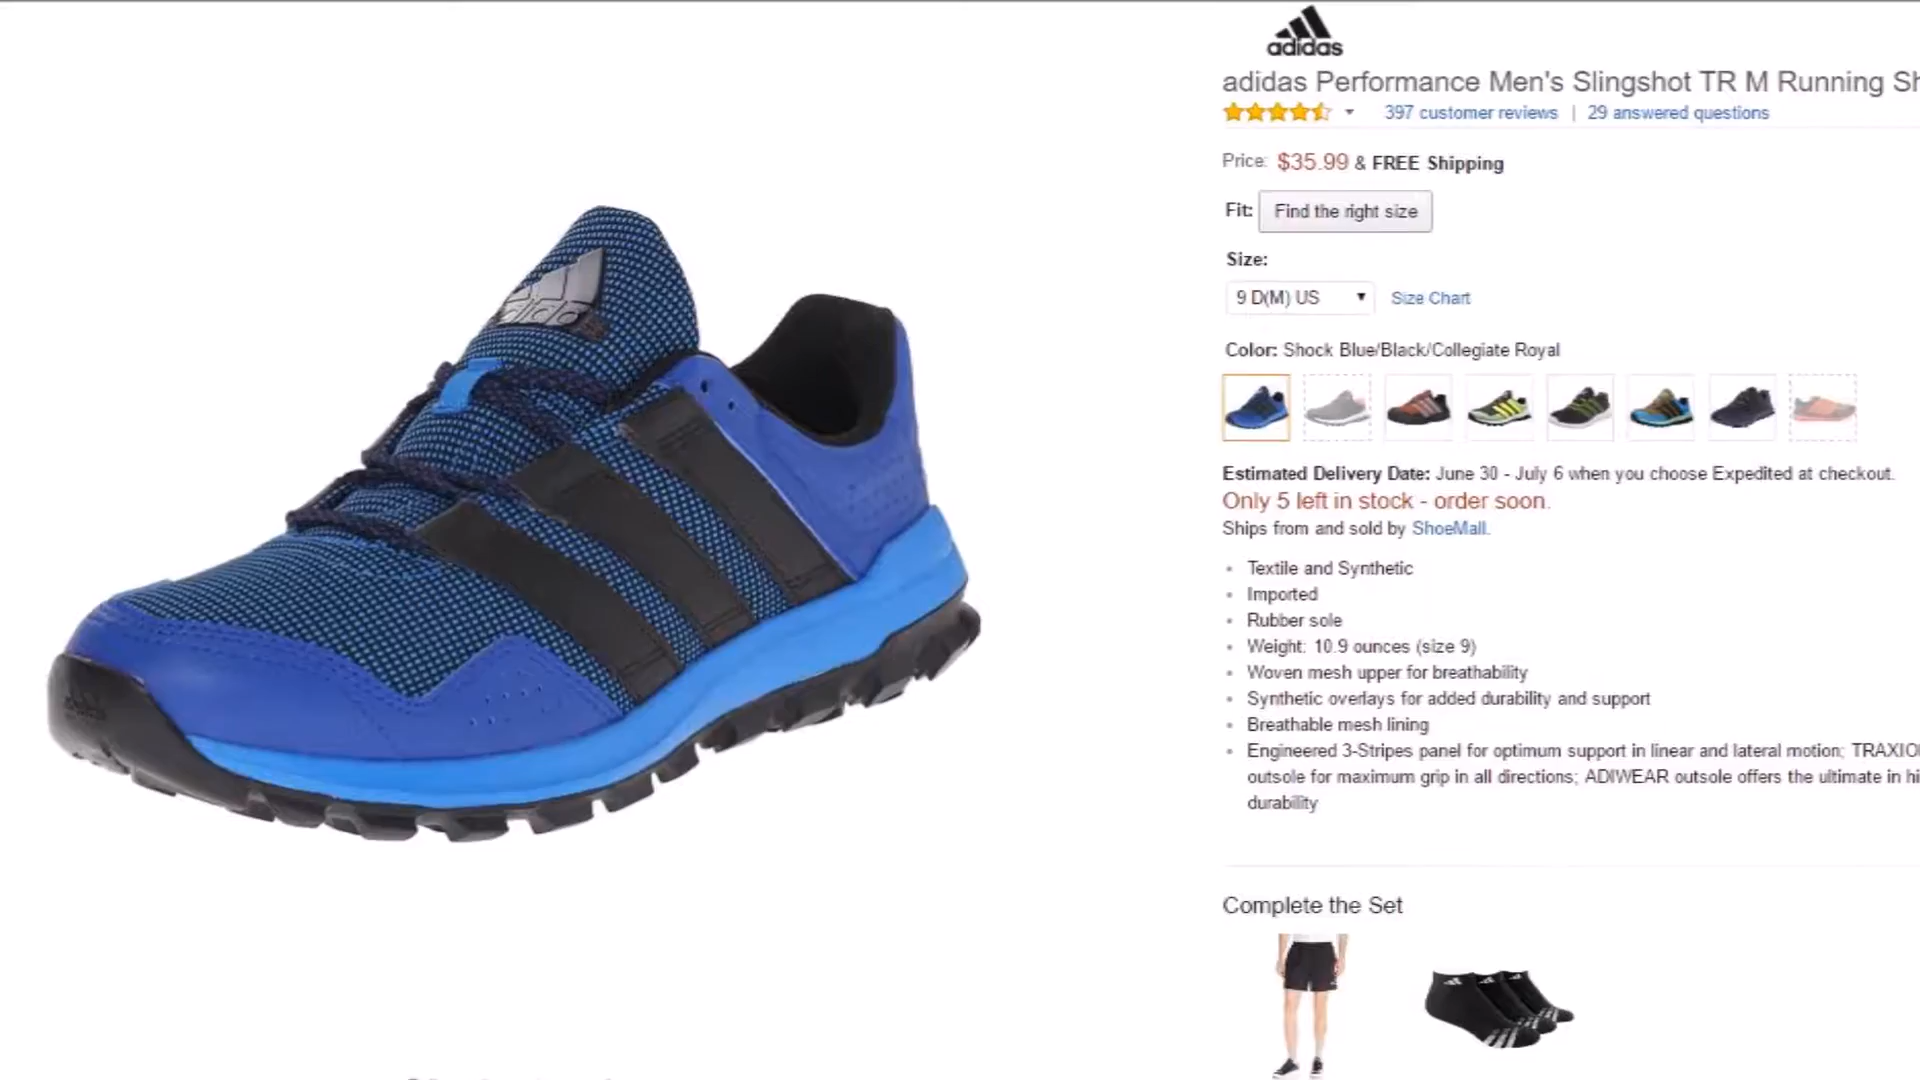 adidas
adidas Performance Men's Slingshot TR M Running
397 customer reviews | 29 answered questions
Price: $35.99 & FREE Shipping
Fit: Find the right size
Size:
9 D(M) US Size Chart
Color: Shock Blue/Black/Collegiate Royal
Estimated Delivery Date: June 30 - July 6 when you choose Expedited at checkout.
Only 5 left in stock - order soon.
Ships from and sold by ShoeMall.
Textile and Synthetic
Imported
Rubber sole
Weight: 10.9 ounces (size 9)
Woven mesh upper for breathability
Synthetic overlays for added durability and support
Breathable mesh lining
Engineered 3-Stripes panel for optimum support in linear and lateral motion;
outsole for maximum grip in all directions; ADIWEAR outsole offers the ultimate in
durability
Complete the Set